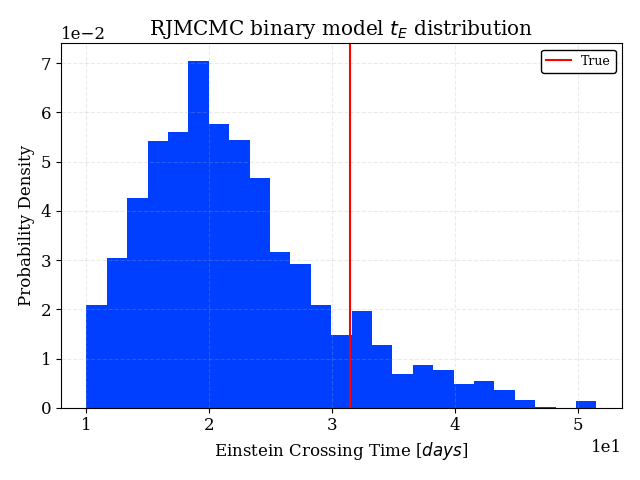 RJMCMC binary model $t_E$ distribution
1e−2
True
7
6
5
4
3
2
1
0
Probability Density
1
2
3
4
5
1e1
Einstein Crossing Time [days]